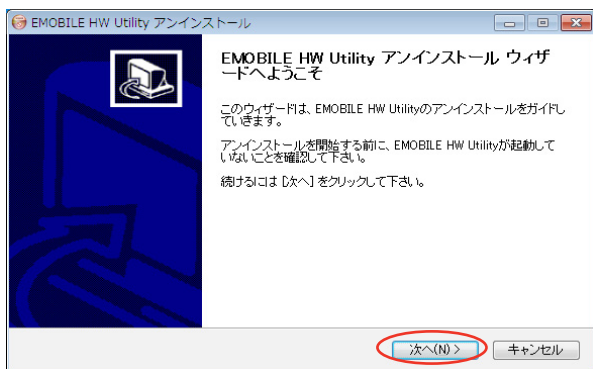 EMOBILE HW Utility アンインストール
EMOBILE HW Utility アンインストール ウィザ
ードへようこそ
このウィザードは、EMOBILE HW Utilityのアンインストールをガイドし
ていきます。
アンインストールを開始する前に、EMOBILE HW Utilityが起動して
いないことを確認して下さい。
続けるには [次へ] をクリックして下さい。
次へ(N) >
キャンセル